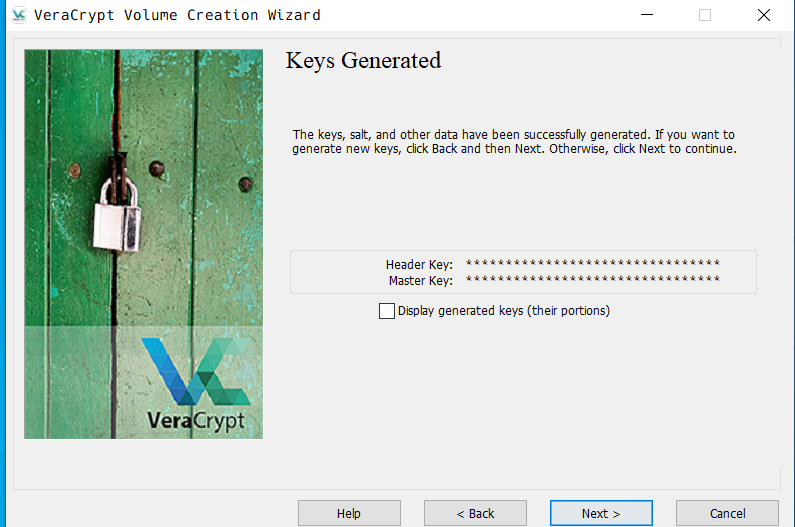 VeraCrypt Volume Creation Wizard
Keys Generated
The keys, salt, and other data have been successfully generated. If you want to
generate new keys, click Back and then Next. Otherwise, click Next to continue.
Header Key: ********************************
Master Key: ********************************
Display generated keys (their portions)
VeraCrypt
Help
< Back
Next >
Cancel